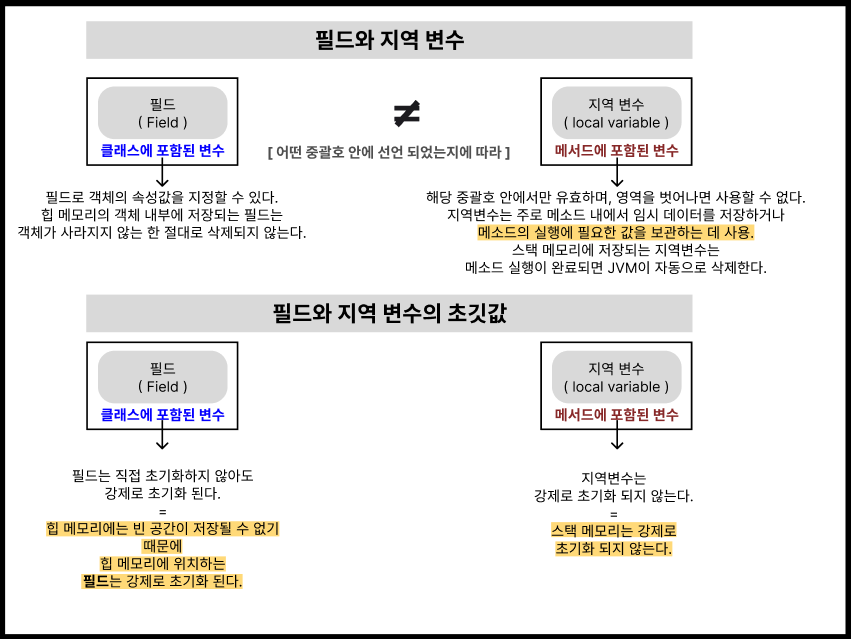 필드와 지역 변수
필드
( Field )
클래스에 포함된 변수
≠
[ 어떤 중괄호 안에 선언 되었는지에 따라 ]
지역 변수
( local variable )
메서드에 포함된 변수
필드로 객체의 속성값을 지정할 수 있다.
힙 메모리의 객체 내부에 저장되는 필드는
객체가 사라지지 않는 한 절대로 삭제되지 않는다.
해당 중괄호 안에서만 유효하며, 영역을 벗어나면 사용할 수 없다.
지역변수는 주로 메소드 내에서 임시 데이터를 저장하거나
메소드의 실행에 필요한 값을 보관하는 데 사용.
스택 메모리에 저장되는 지역변수는
메소드 실행이 완료되면 JVM이 자동으로 삭제한다.
필드와 지역 변수의 초깃값
필드
( Field )
클래스에 포함된 변수
지역 변수
( local variable )
메서드에 포함된 변수
필드는 직접 초기화하지 않아도
강제로 초기화 된다.
=
힙 메모리에는 빈 공간이 저장될 수 없기
때문에
힙 메모리에 위치하는
필드는 강제로 초기화 된다.
지역변수는
강제로 초기화 되지 않는다.
=
스택 메모리는 강제로
초기화 되지 않는다.